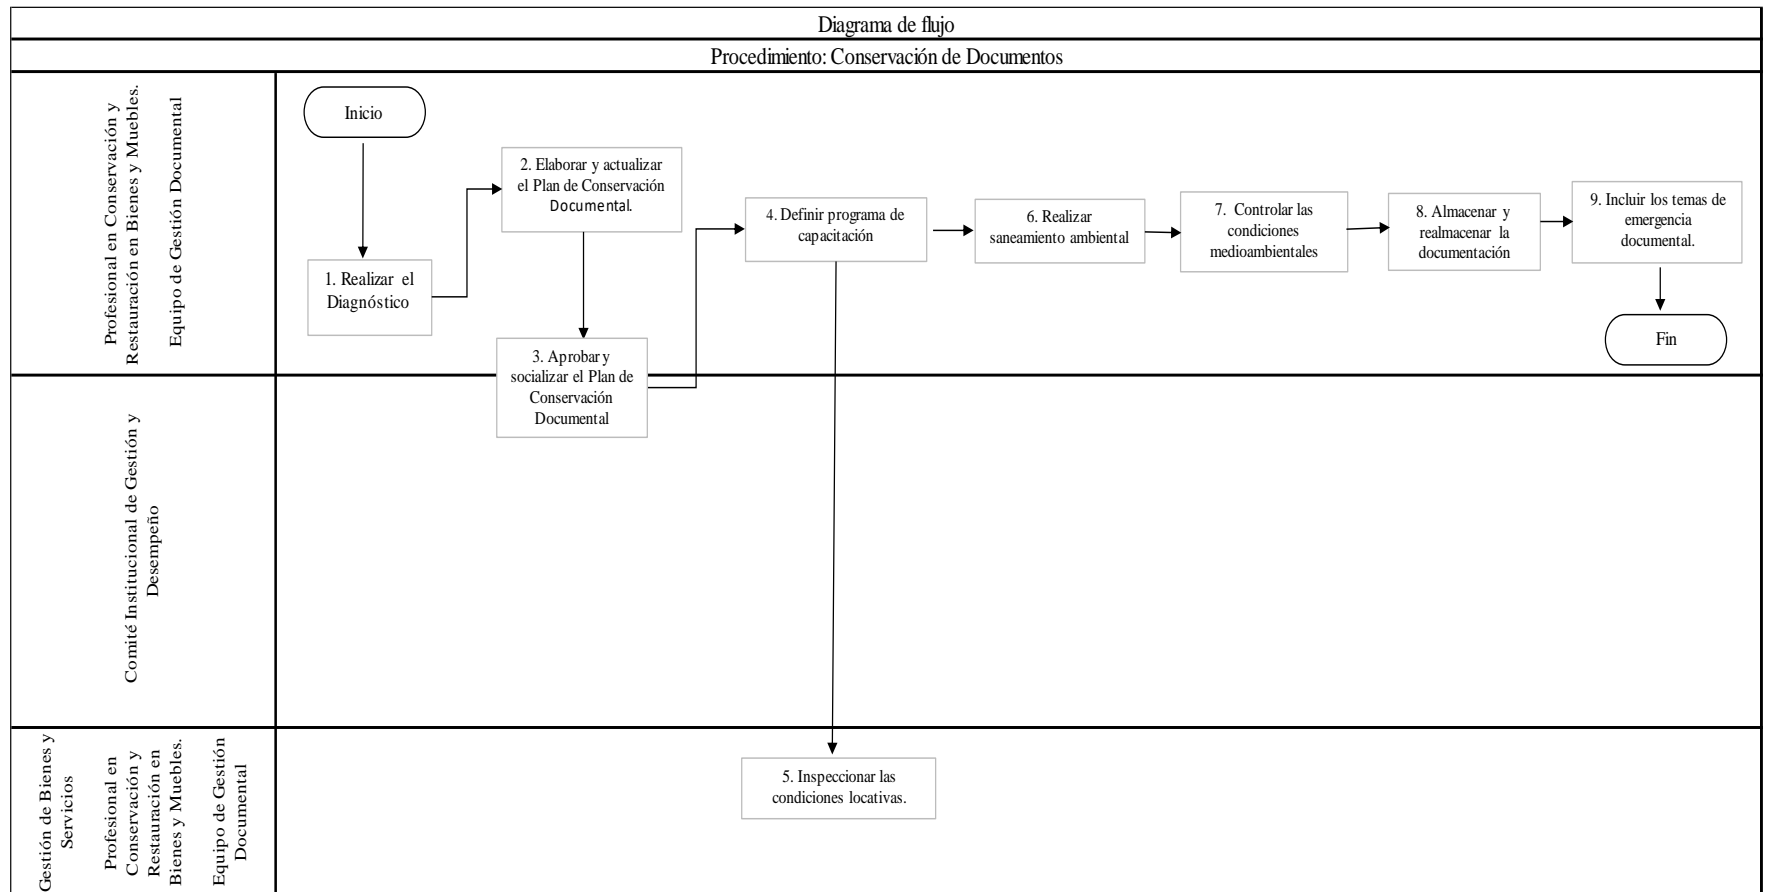 Diagrama de flujo
Procedimiento: Conservación de Documentos
Profesional en Conservación y
Restauración en Bienes y Muebles.
Equipo de Gestión Documental
Inicio
1. Realizar el
Diagnóstico
2. Elaborar y actualizar
el Plan de Conservación
Documental.
3. Aprobar y
socializar el Plan de
Conservación
Documental
4. Definir programa de
capacitación
6. Realizar
saneamiento ambiental
7. Controlar las
condiciones
medioambientales
8. Almacenar y
realmacenar la
documentación
9. Incluir los temas de
emergencia
documental.
Fin
Comité Institucional de Gestión y
Desempeño
Gestión de Bienes y
Servicios
Profesional en
Conservación y
Restauración en
Bienes y Muebles.
Equipo de Gestión
Documental
5. Inspeccionar las
condiciones locativas.